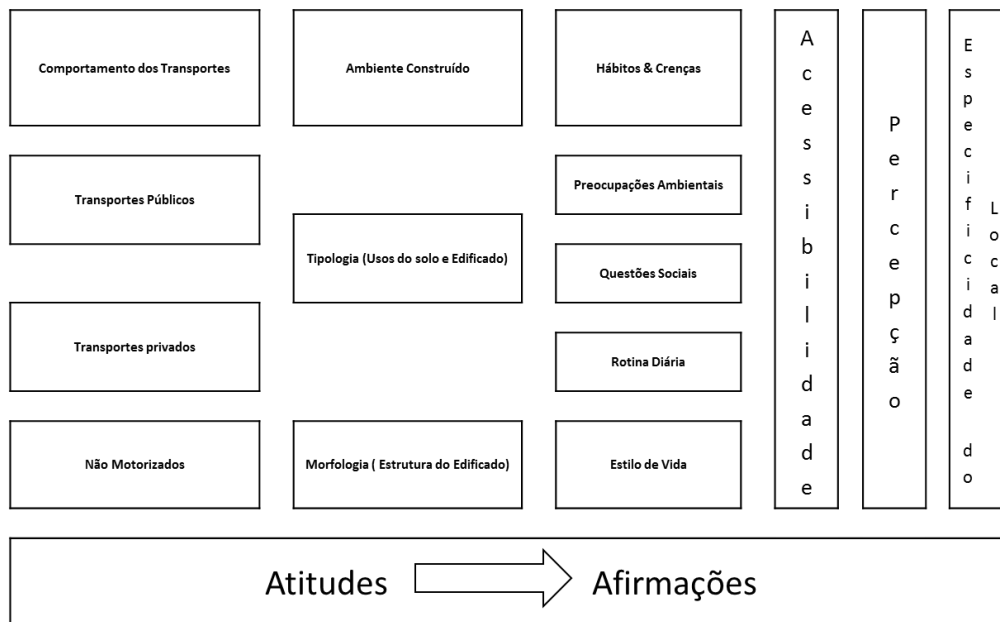 Comportamento dos Transportes
Ambiente Construído
Hábitos & Crenças
Transportes Públicos
Tipologia (Usos do solo e Edificado)
Preocupações Ambientais
Questões Sociais
Transportes privados
Rotina Diária
Não Motorizados
Morfologia ( Estrutura do Edificado)
Estilo de Vida
Acessibilidade
Percepção
Especificidade do
Local
Atitudes
Afirmações